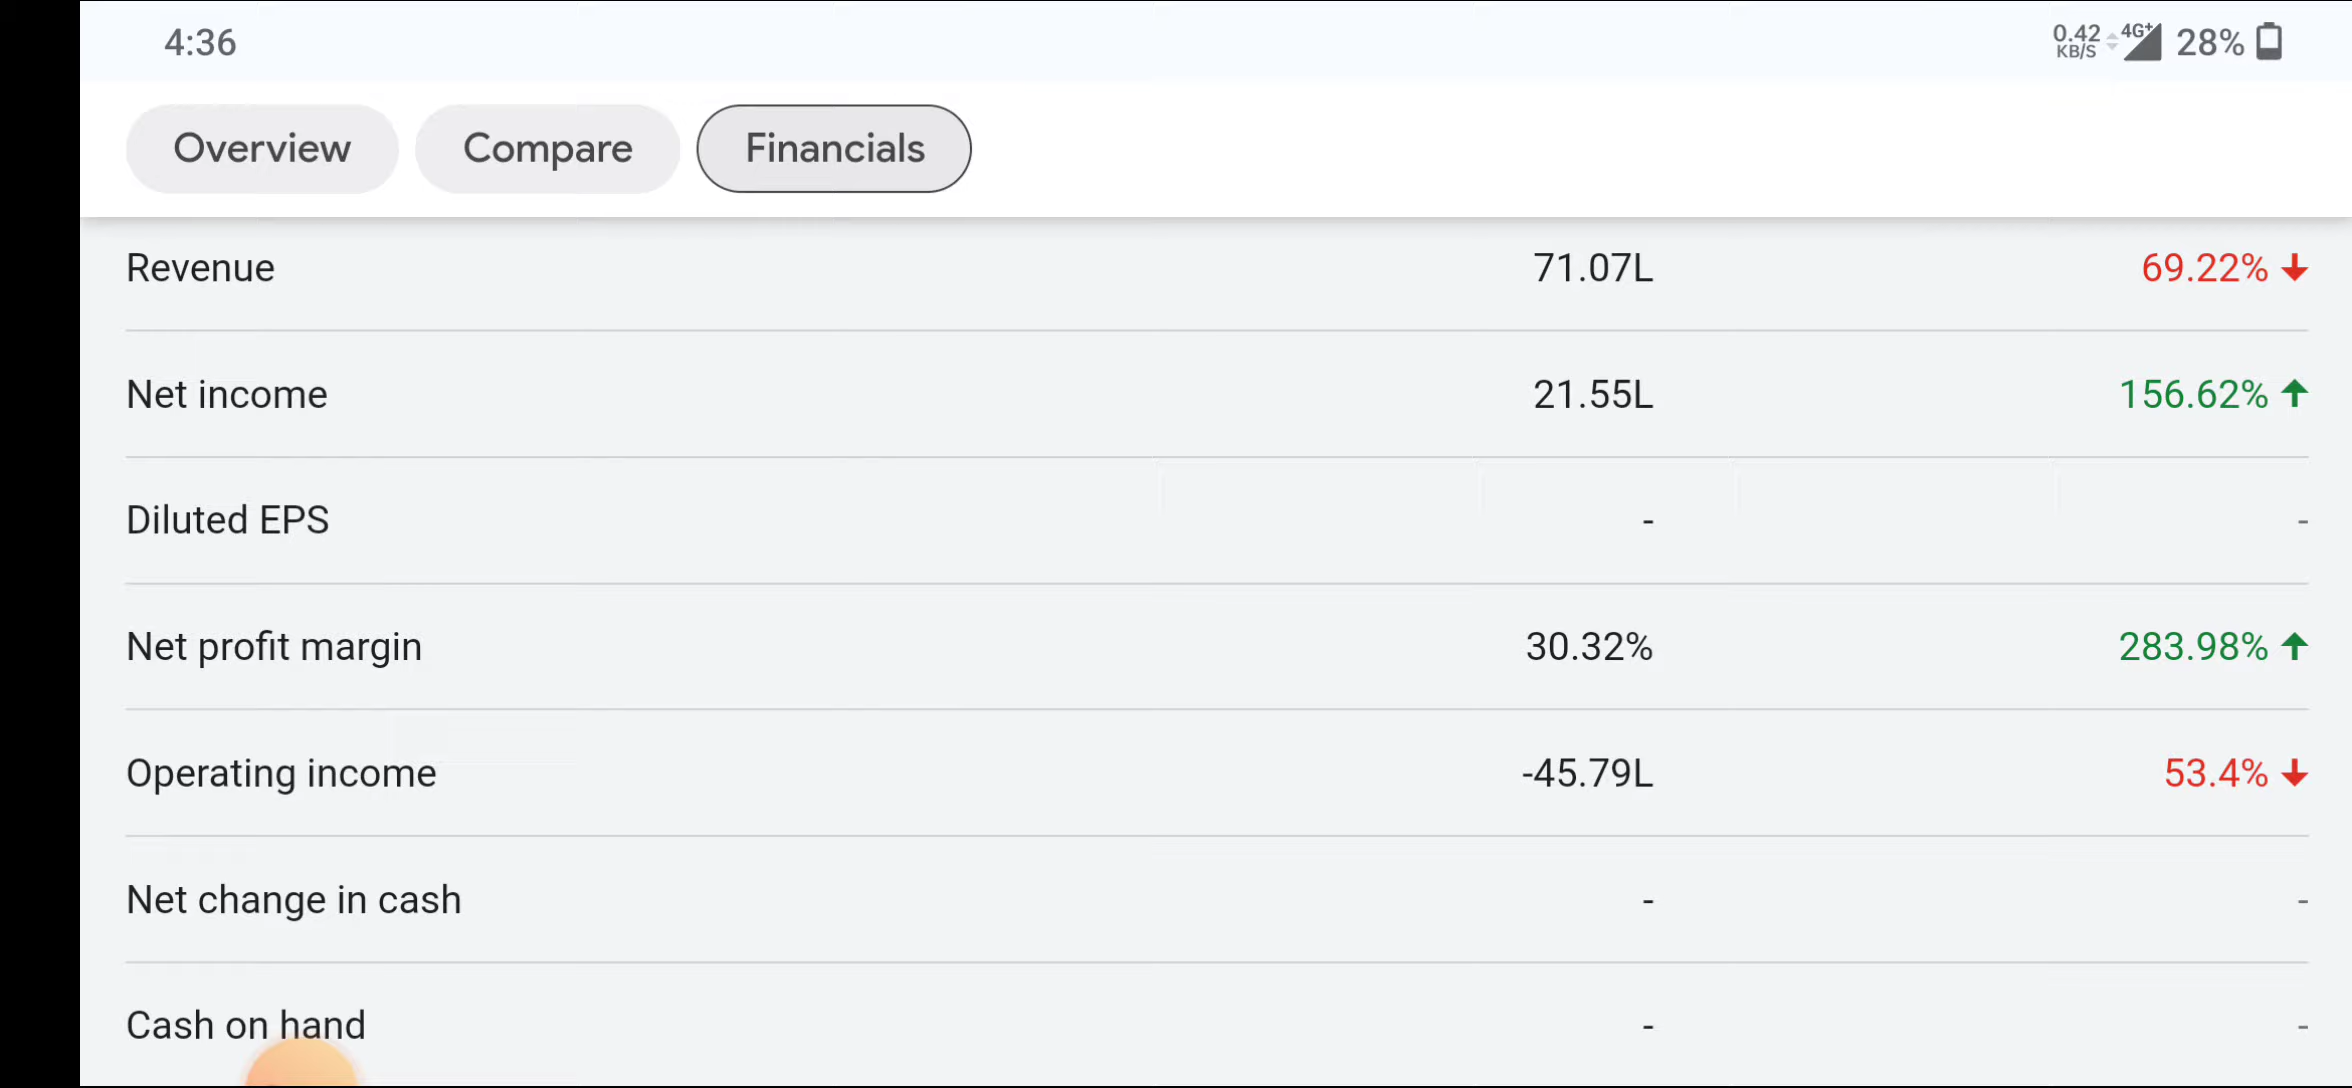 4:36 0.42 KB/S 4G+ 28%
Overview Compare Financials
Revenue 71.07L 69.22%
Net income 21.55L 156.62%
Diluted EPS - -
Net profit margin 30.32% 283.98%
Operating income -45.79L 53.4%
Net change in cash - -
Cash on hand - -